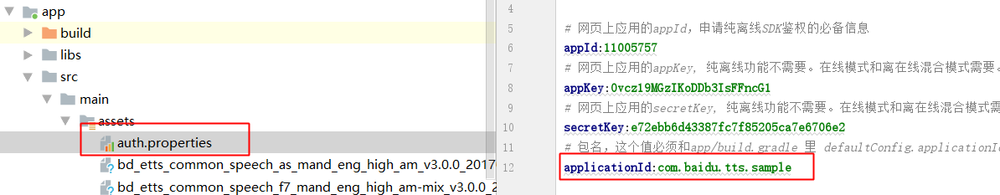 app
build
libs
src
main
assets
auth.properties
bd_etts_common_speech_as_mand_eng_high_am_v3.0.0_2017
bd_etts_common_speech_f7_mand_eng_high_am-mix_v3.0.0_2
4
5 # 网页上应用的appId，申请纯离线SDK鉴权的必备信息
6 appId:11005757
7 # 网页上应用的appKey, 纯离线功能不需要。在线模式和离在线混合模式需要。
8 appKey:0vcz19MGzIKoDDb3IsFFncG1
9 # 网页上应用的secretKey, 纯离线功能不需要。在线模式和离在线混合模式需
10 secretKey:e72ebb6d43387fc7f85205ca7e6706e2
11 # 包名，这个值必须和app/build.gradle 里 defaultConfig.applicationId
12 applicationId:com.baidu.tts.sample